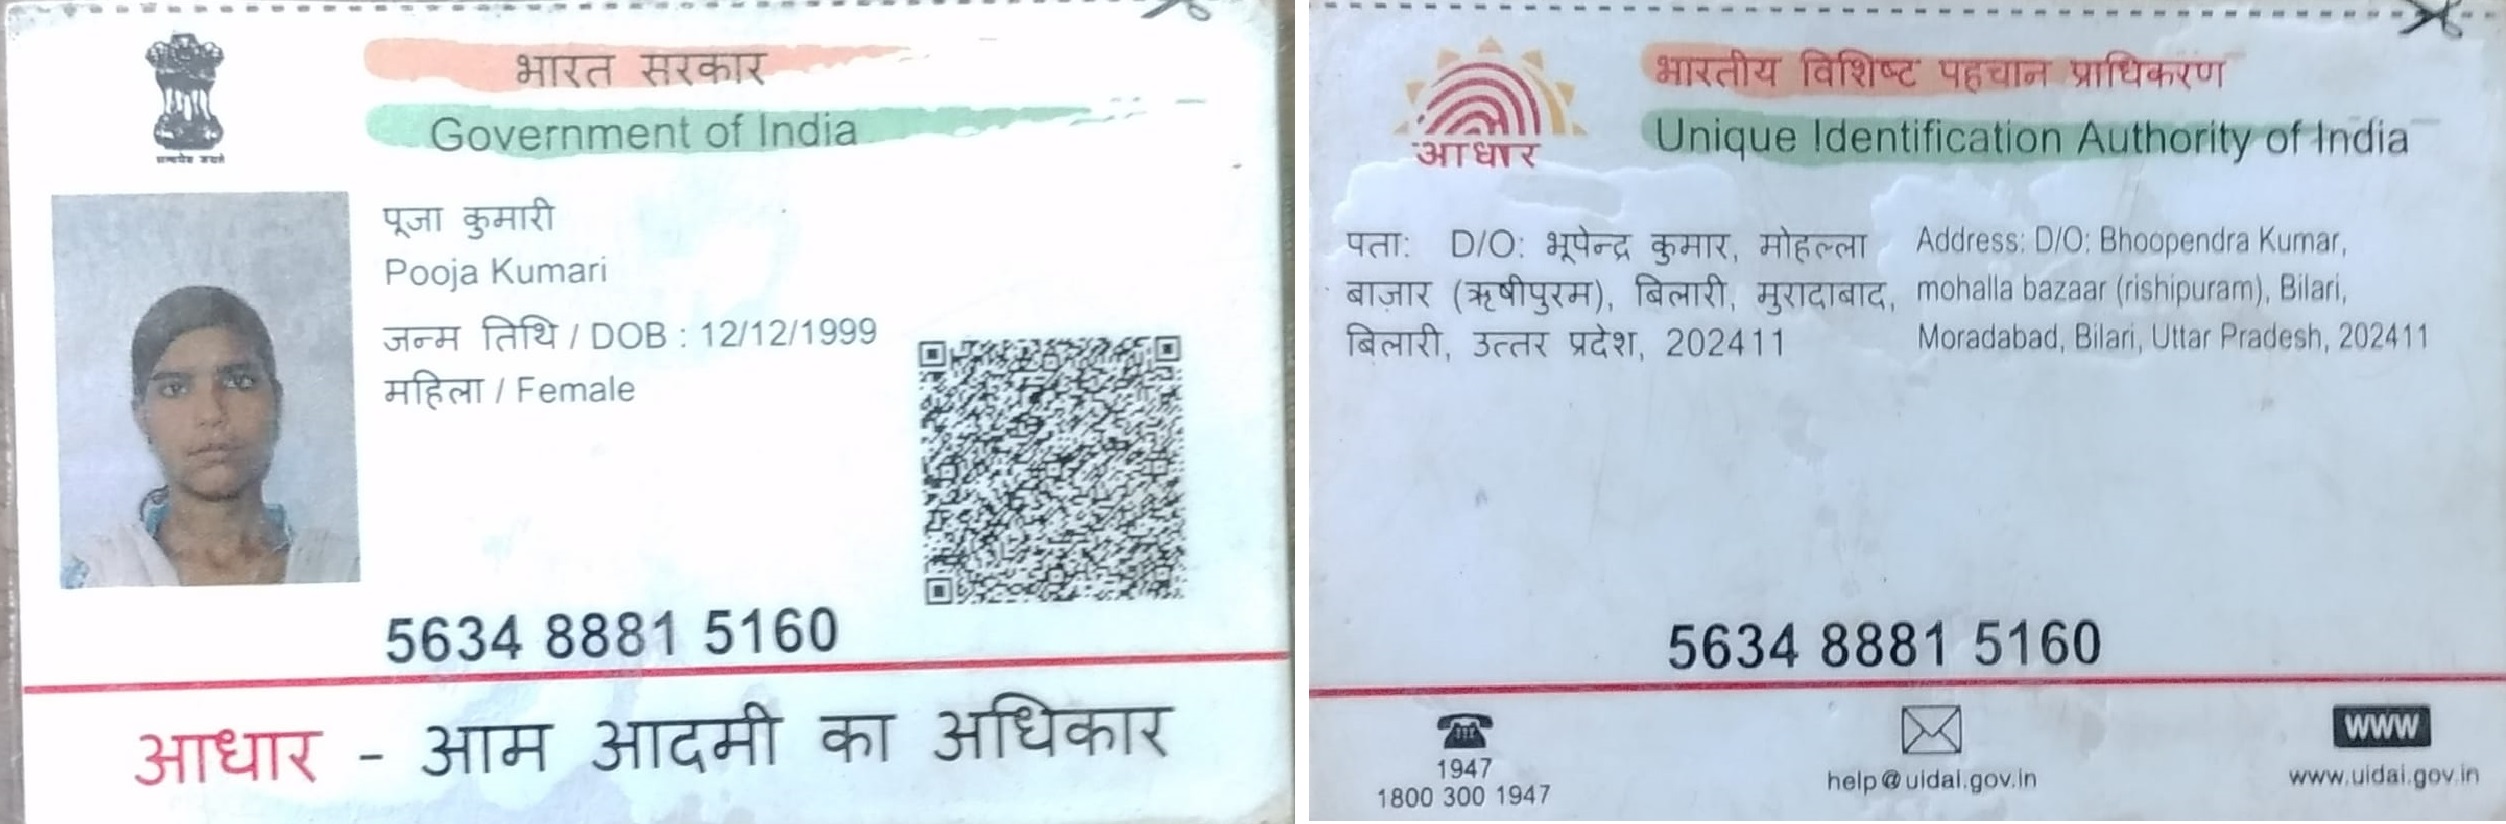 भारत सरकार
Government of India
पूजा कुमारी
Pooja Kumari
जन्म तिथि / DOB : 12/12/1999
महिला / Female
5634 8881 5160
आधार - आम आदमी का अधिकार
भारतीय विशिष्ट पहचान प्राधिकरण
Unique Identification Authority of India
आधार
पता: D/O: भूपेन्द्र कुमार, मोहल्ला
बाज़ार (ऋषीपुरम), बिलारी, मुरादाबाद,
बिलारी, उत्तर प्रदेश, 202411
Address: D/O: Bhoopendra Kumar,
mohalla bazaar (rishipuram), Bilari,
Moradabad, Bilari, Uttar Pradesh, 202411
5634 8881 5160
1947
1800 300 1947
help@uidai.gov.in
www
www.uidai.gov.in